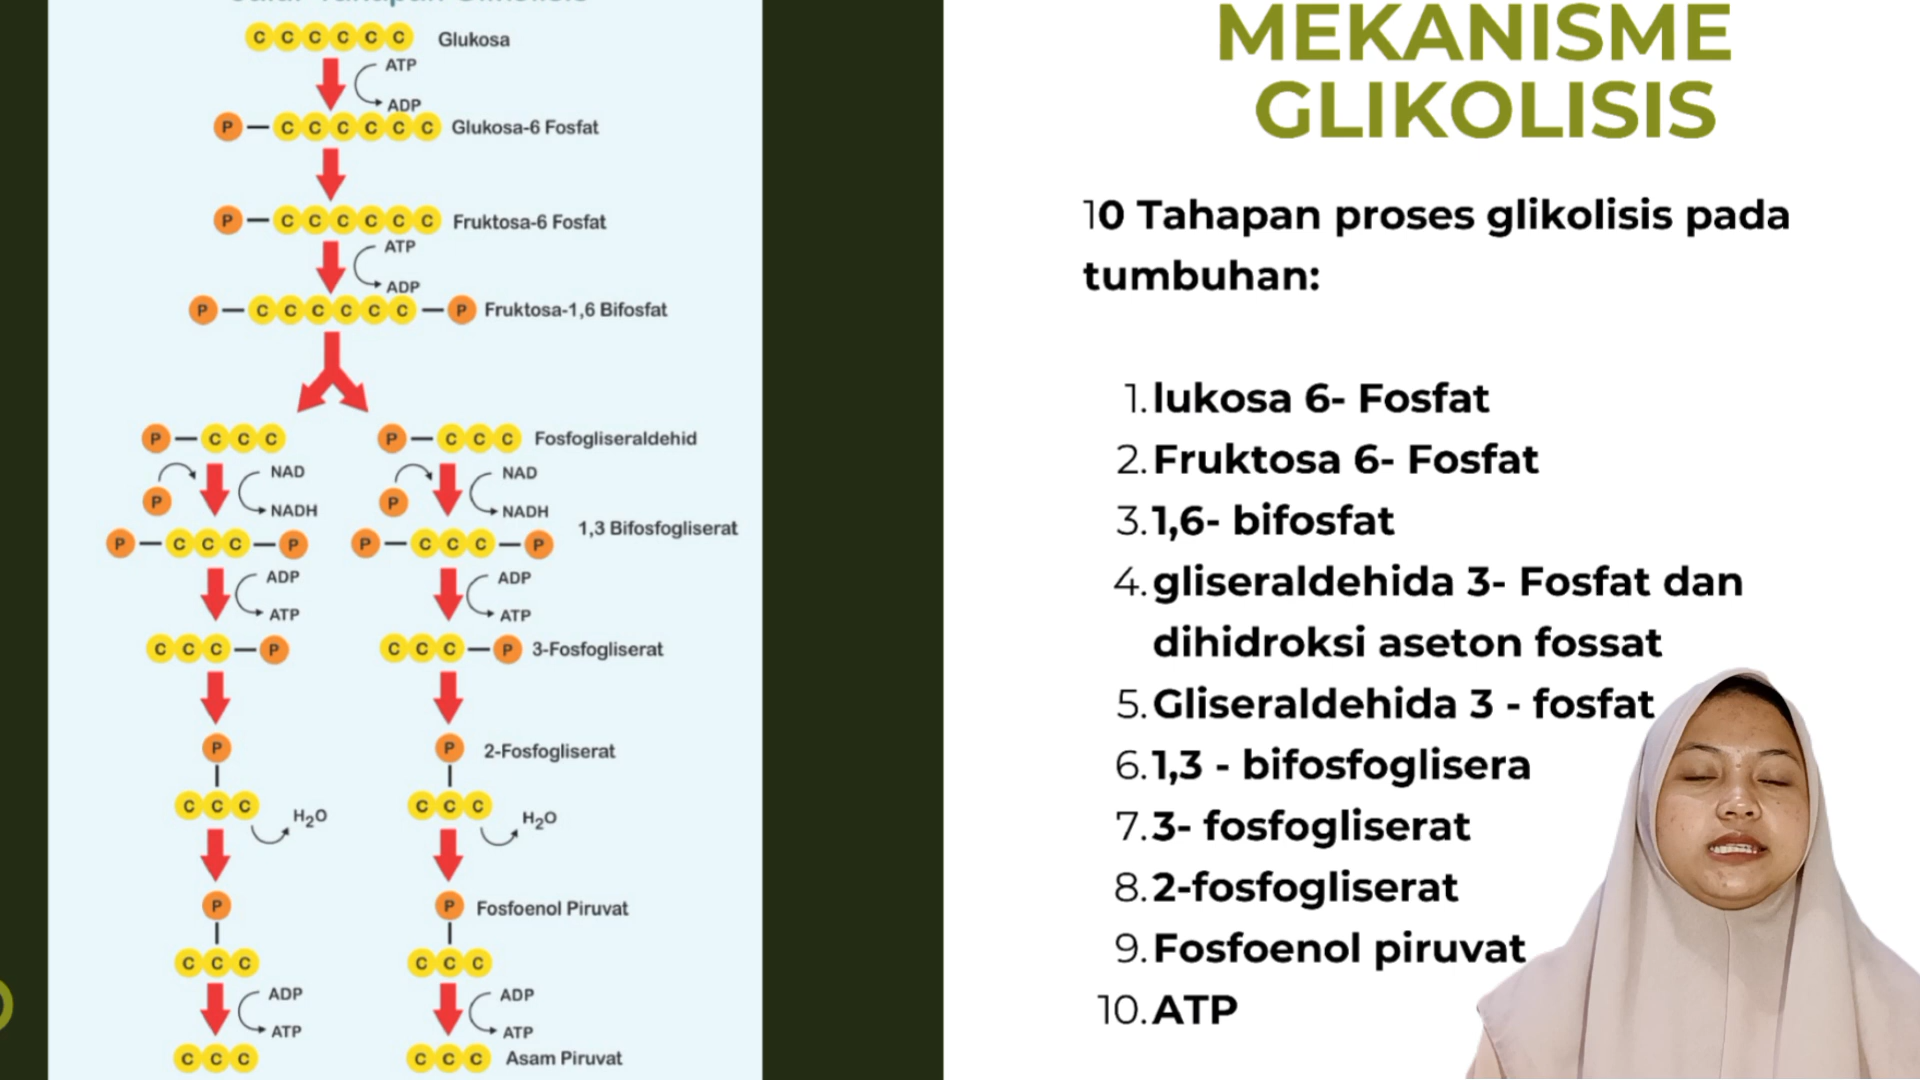 Jalur Tahapan Glikolisis
C C C C C C Glukosa
ATP
ADP
P C C C C C C Glukosa-6 Fosfat
P C C C C C C Fruktosa-6 Fosfat
ATP
ADP
P C C C C C C P Fruktosa-1,6 Bifosfat
P C C C P C C C Fosfogliseraldehid
NAD NAD
P P
NADH NADH
1,3 Bifosfogliserat
P C C C P P C C C P
ADP ADP
ATP ATP
C C C P C C C P 3-Fosfogliserat
P P 2-Fosfogliserat
C C C C C C
H₂O H₂O
P P Fosfoenol Piruvat
C C C C C C
ADP ADP
ATP ATP
C C C C C C Asam Piruvat
MEKANISME
GLIKOLISIS
10 Tahapan proses glikolisis pada
tumbuhan:
1. lukosa 6- Fosfat
2. Fruktosa 6- Fosfat
3. 1,6- bifosfat
4. gliseraldehida 3- Fosfat dan
dihidroksi aseton fossat
5. Gliseraldehida 3 - fosfat
6. 1,3 - bifosfoglisera
7. 3- fosfogliserat
8. 2-fosfogliserat
9. Fosfoenol piruvat
10. ATP